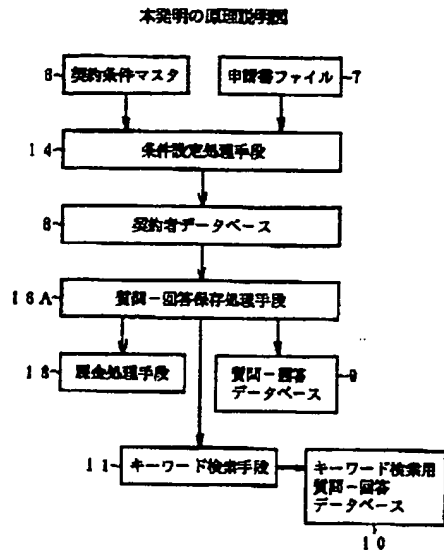 本発明の原理説明図
契約条件マスタ
申請書ファイル
7
14
条件設定処理手段
契約者データベース
16A
質問-回答保存処理手段
18
課金処理手段
質問-回答
データベース
9
11
キーワード検索手段
キーワード検索用
質問-回答
データベース
10